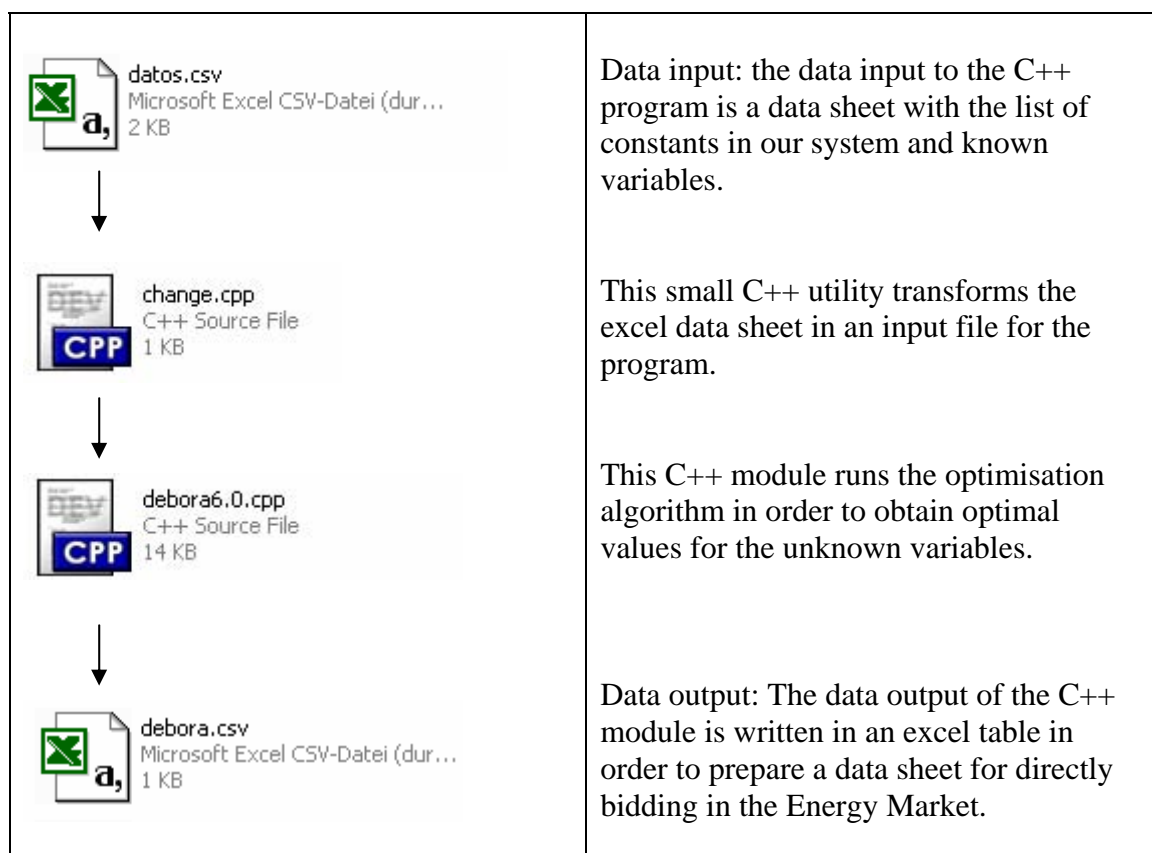 datos.csv
Microsoft Excel CSV-Datei (dur...
2 KB
a,
Data input: the data input to the C++
program is a data sheet with the list of
constants in our system and known
variables.
change.cpp
C++ Source File
1 KB
DEV
CPP
This small C++ utility transforms the
excel data sheet in an input file for the
program.
debora6.0.cpp
C++ Source File
14 KB
DEV
CPP
This C++ module runs the optimisation
algorithm in order to obtain optimal
values for the unknown variables.
debora.csv
Microsoft Excel CSV-Datei (dur...
1 KB
a,
Data output: The data output of the C++
module is written in an excel table in
order to prepare a data sheet for directly
bidding in the Energy Market.